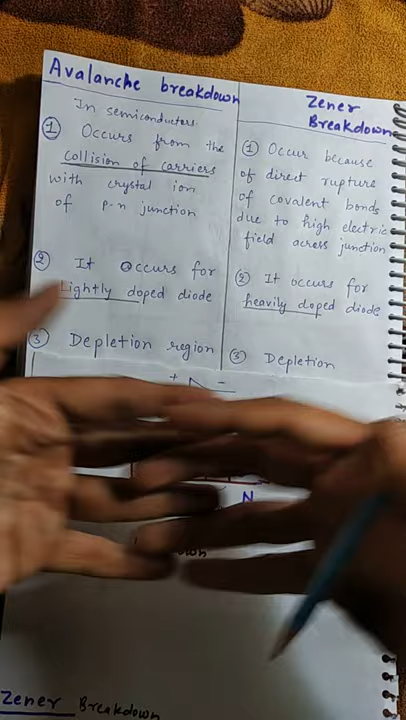 Avalanche breakdown
In semiconductors
① Occurs from the
collision of carriers
with crystal ion
of p-n junction
② It occurs for
Lightly doped diode
③ Depletion region
Zener
Breakdown
① Occur because
of direct rupture
of covalent bonds
due to high electric
field across junction
② It occurs for
heavily doped diode
③ Depletion
+ -
N
Zener Breakdown